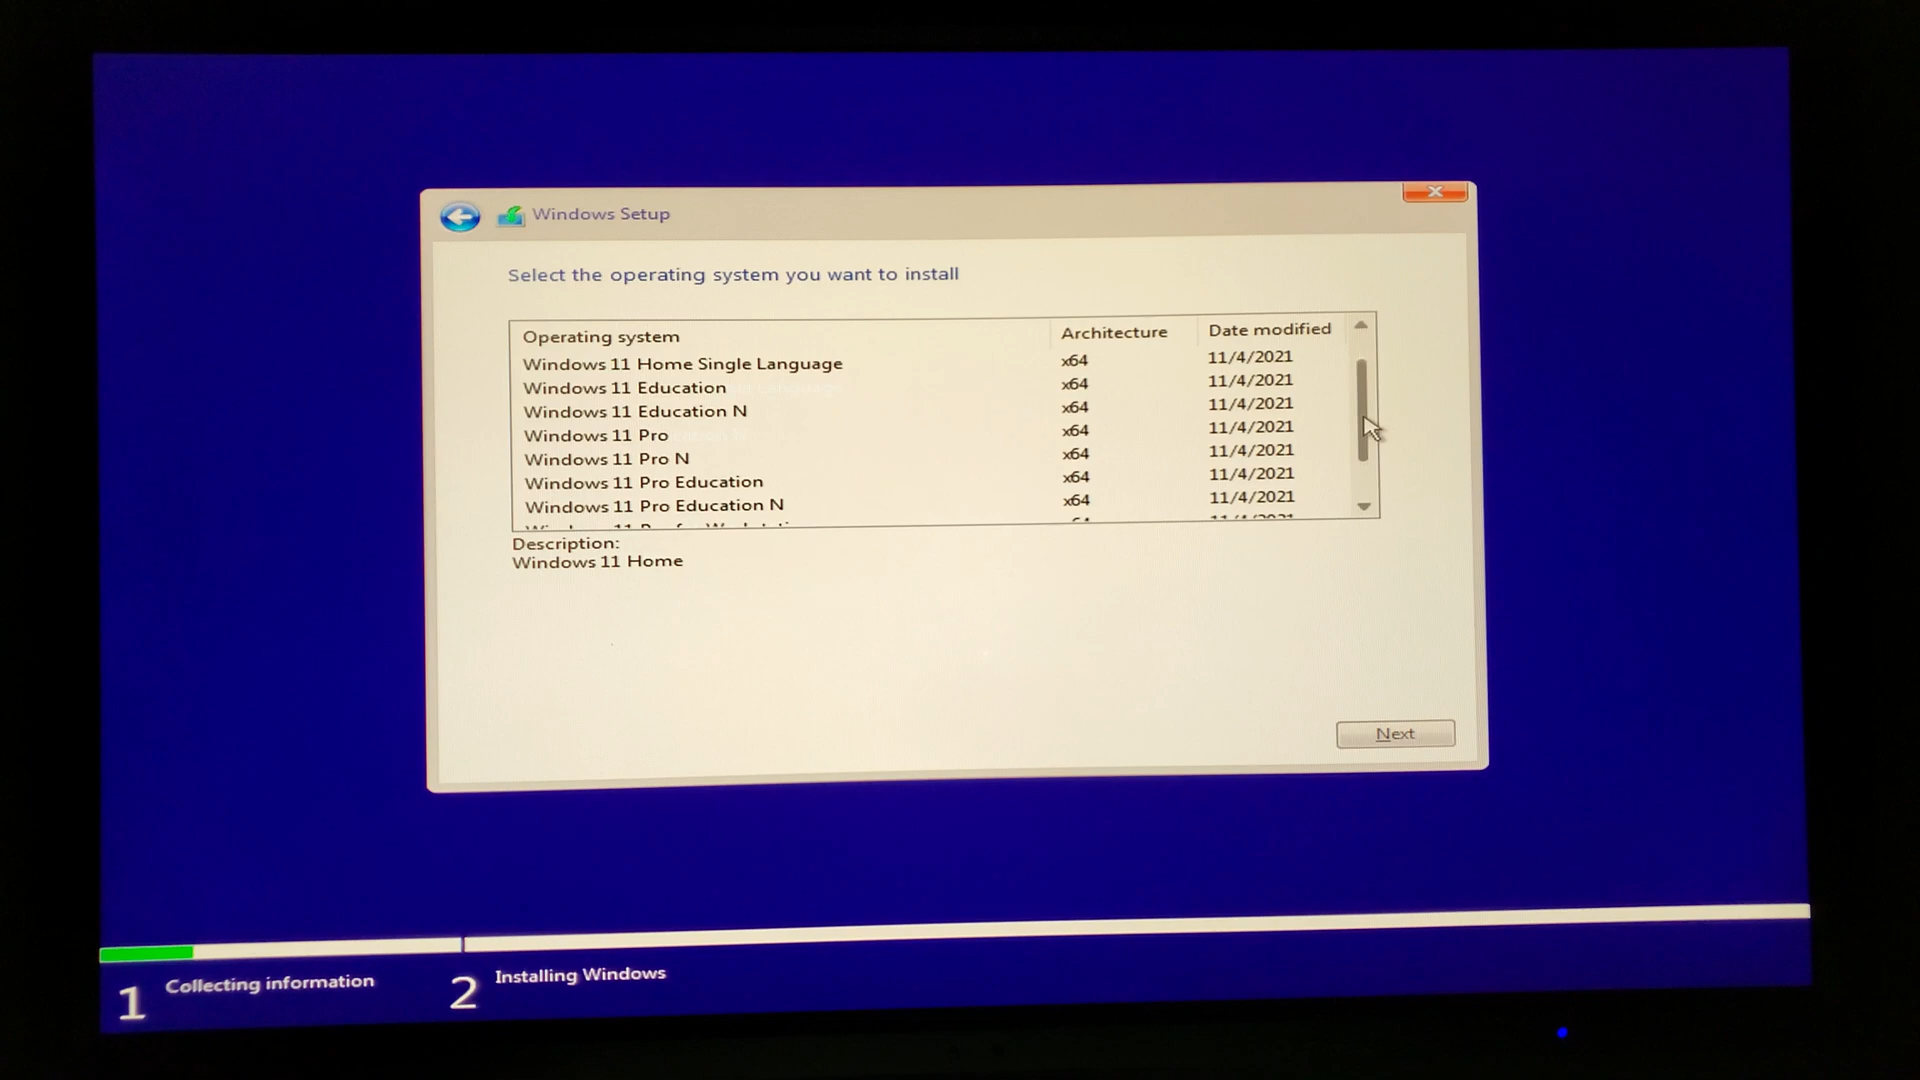 Windows Setup
Select the operating system you want to install
Operating system Architecture Date modified
Windows 11 Home Single Language x64 11/4/2021
Windows 11 Education x64 11/4/2021
Windows 11 Education N x64 11/4/2021
Windows 11 Pro x64 11/4/2021
Windows 11 Pro N x64 11/4/2021
Windows 11 Pro Education x64 11/4/2021
Windows 11 Pro Education N x64 11/4/2021
Description:
Windows 11 Home
Next
1 Collecting information 2 Installing Windows